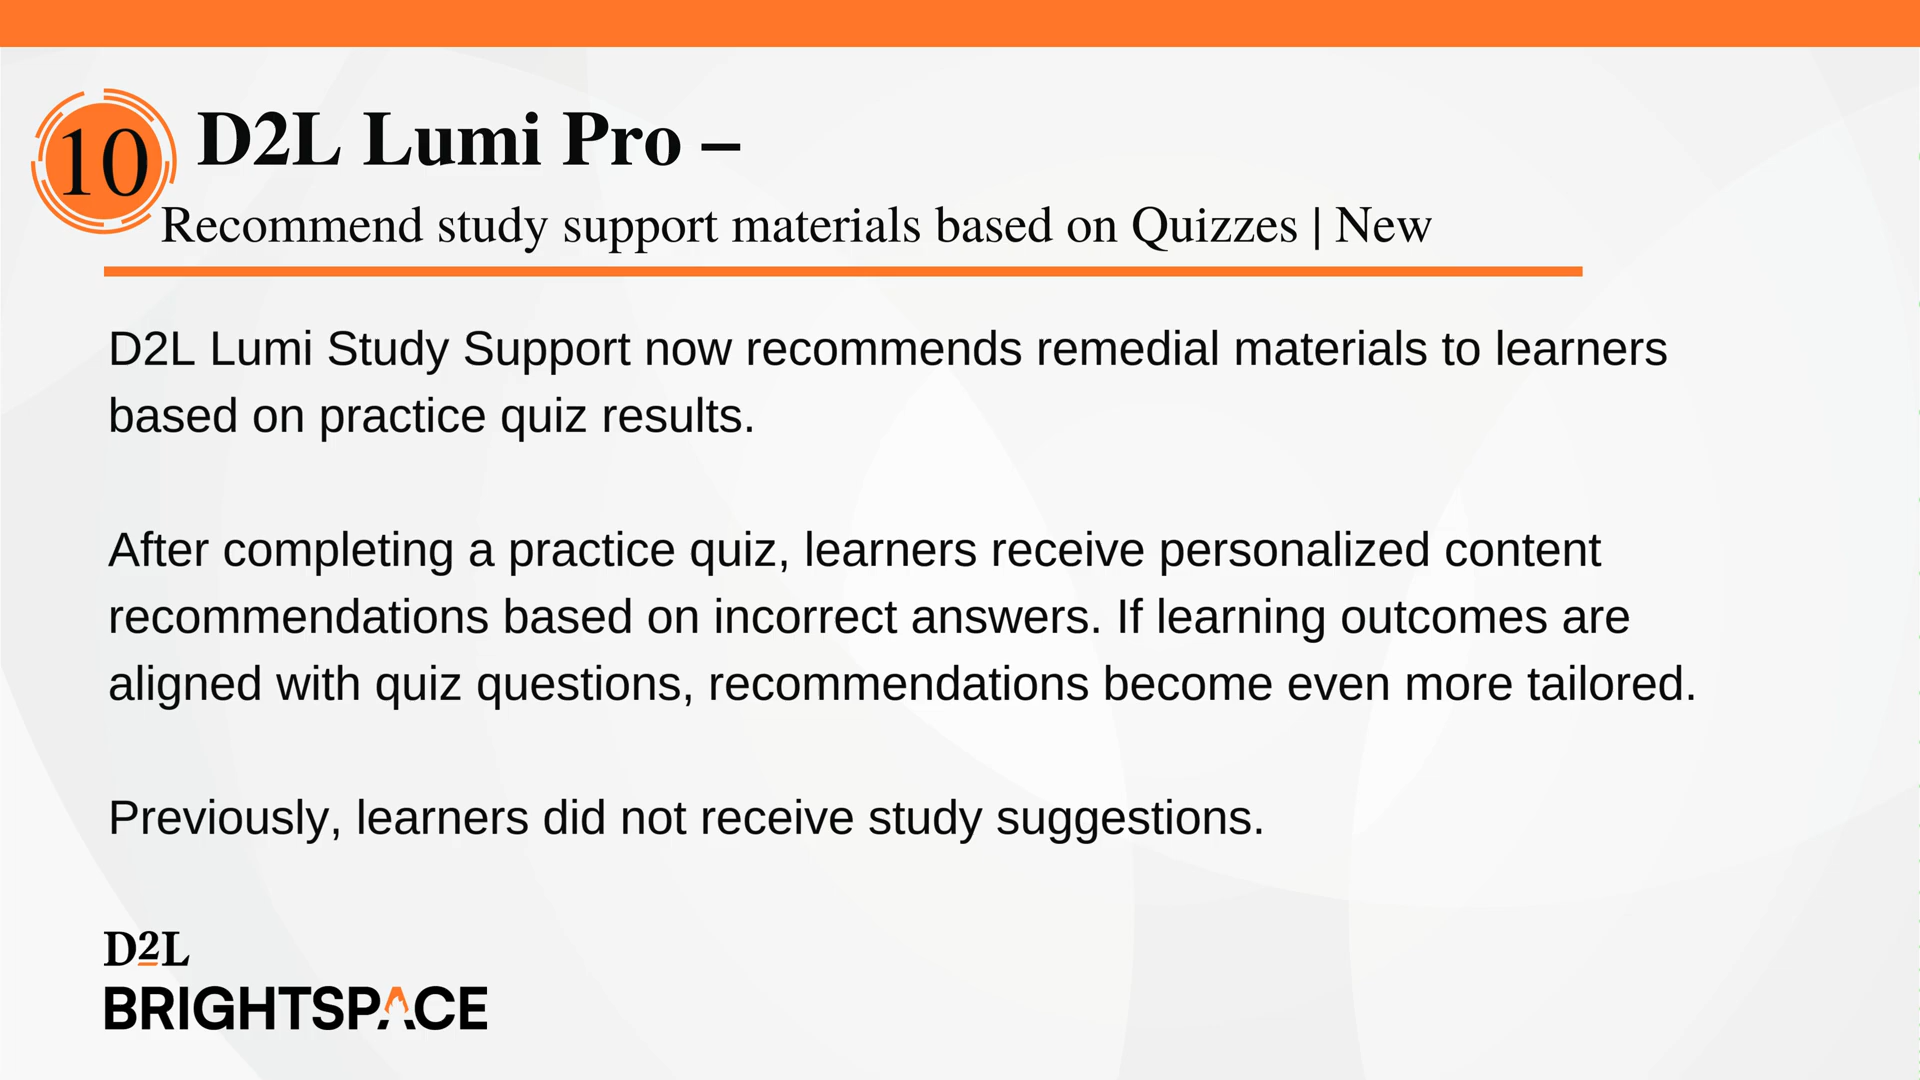 10
D2L Lumi Pro –
Recommend study support materials based on Quizzes | New
D2L Lumi Study Support now recommends remedial materials to learners
based on practice quiz results.
After completing a practice quiz, learners receive personalized content
recommendations based on incorrect answers. If learning outcomes are
aligned with quiz questions, recommendations become even more tailored.
Previously, learners did not receive study suggestions.
D2L
BRIGHTSPACE